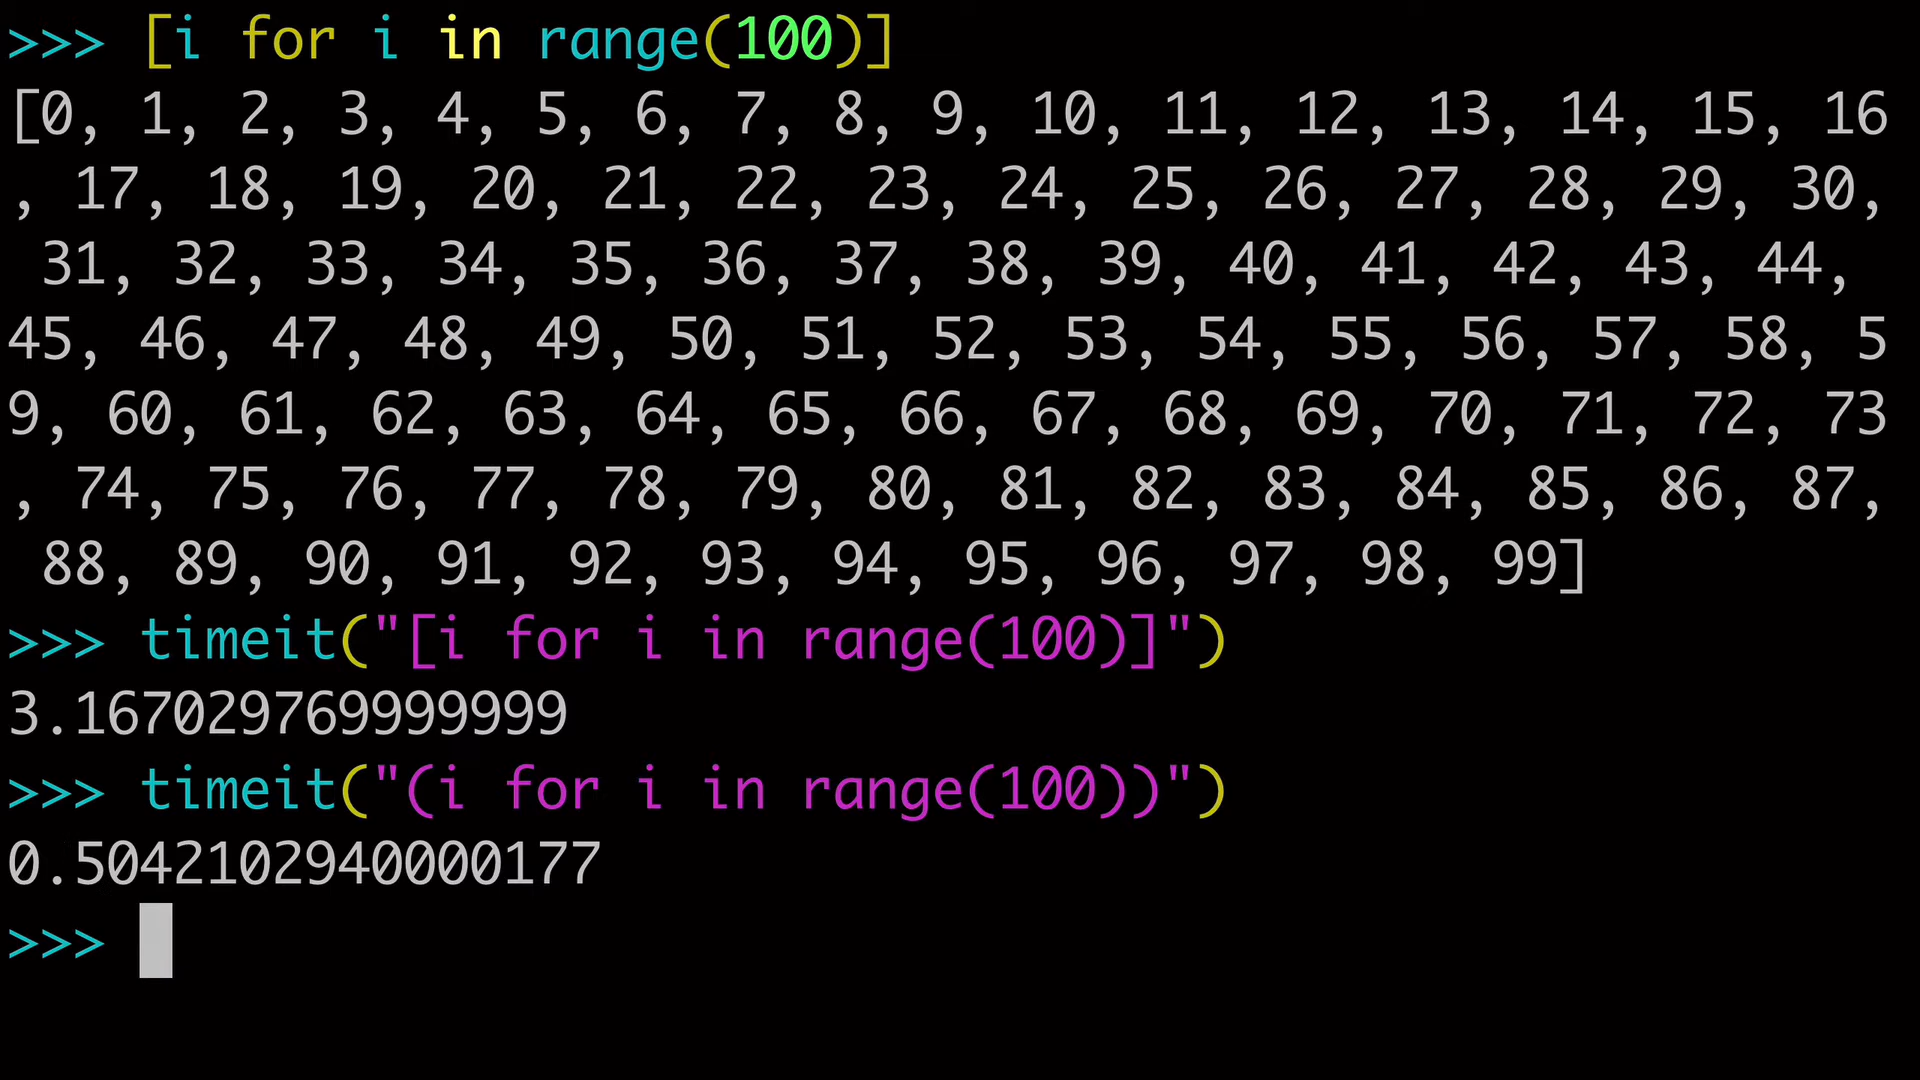 >>> [i for i in range(100)]
[0, 1, 2, 3, 4, 5, 6, 7, 8, 9, 10, 11, 12, 13, 14, 15, 16
, 17, 18, 19, 20, 21, 22, 23, 24, 25, 26, 27, 28, 29, 30,
 31, 32, 33, 34, 35, 36, 37, 38, 39, 40, 41, 42, 43, 44,
45, 46, 47, 48, 49, 50, 51, 52, 53, 54, 55, 56, 57, 58, 5
9, 60, 61, 62, 63, 64, 65, 66, 67, 68, 69, 70, 71, 72, 73
, 74, 75, 76, 77, 78, 79, 80, 81, 82, 83, 84, 85, 86, 87,
 88, 89, 90, 91, 92, 93, 94, 95, 96, 97, 98, 99]
>>> timeit("[i for i in range(100)]")
3.167029769999999
>>> timeit("(i for i in range(100))")
0.5042102940000177
>>>